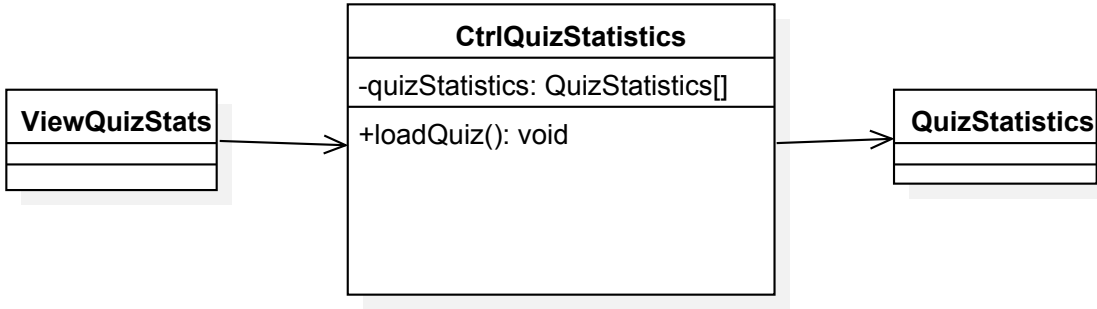 ViewQuizStats
CtrlQuizStatistics
-quizStatistics: QuizStatistics[]
+loadQuiz(): void
QuizStatistics